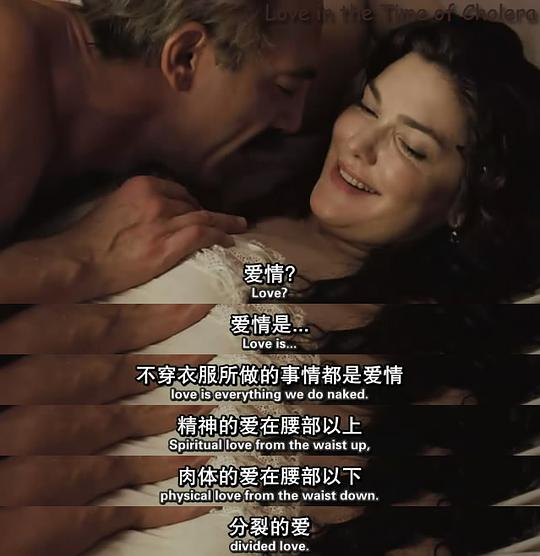 Love in the Time of Cholera
爱情?
Love?
爱情是...
Love is...
不穿衣服所做的事情都是爱情
love is everything we do naked.
精神的爱在腰部以上
Spiritual love from the waist up,
肉体的爱在腰部以下
physical love from the waist down.
分裂的爱
divided love.